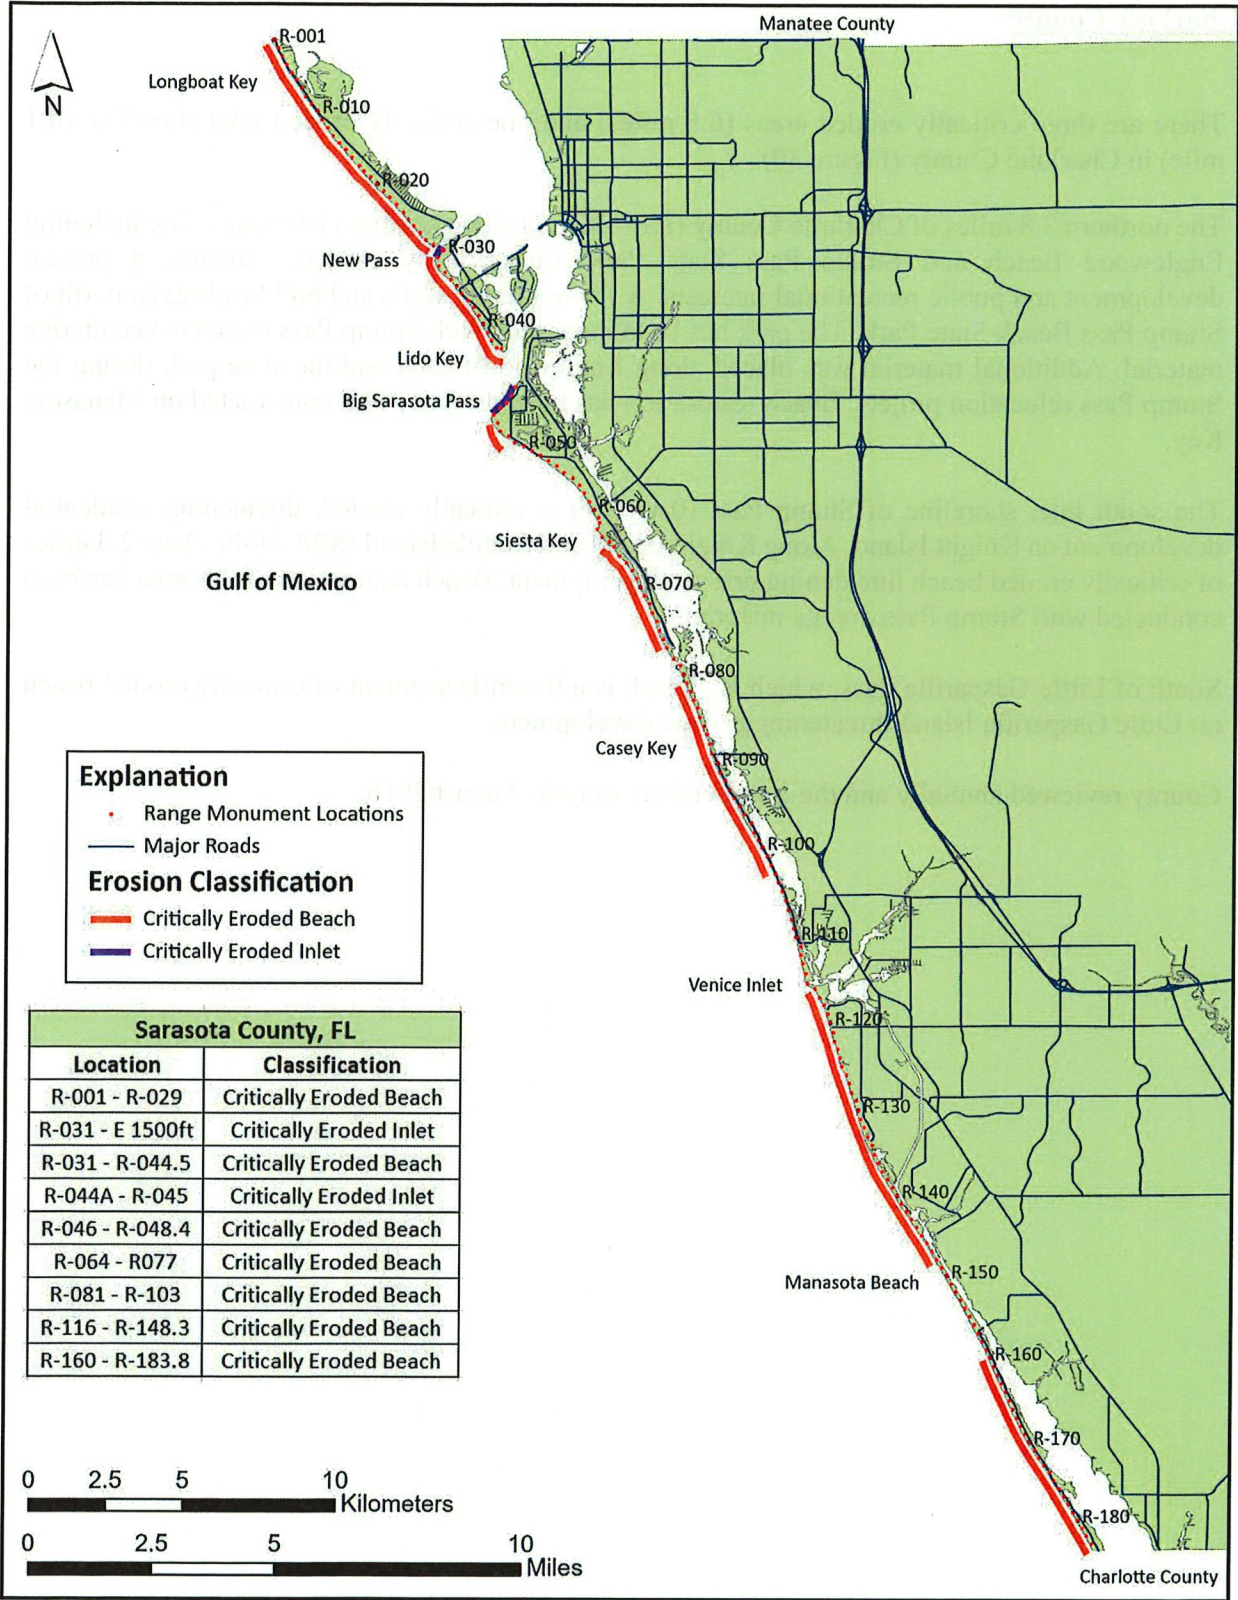 Manatee County
R-001
Longboat Key
N
R-010
R-020
R-030
New Pass
R-040
Lido Key
Big Sarasota Pass
R-050
R-060
Siesta Key
Gulf of Mexico
R-070
R-080
Casey Key
R-090
R-100
R-110
Venice Inlet
R-120
R-130
R-140
Manasota Beach
R-150
R-160
R-170
R-180
Charlotte County
Explanation
Range Monument Locations
Major Roads
Erosion Classification
Critically Eroded Beach
Critically Eroded Inlet
Sarasota County, FL
Location Classification
R-001 - R-029 Critically Eroded Beach
R-031 - E 1500ft Critically Eroded Inlet
R-031 - R-044.5 Critically Eroded Beach
R-044A - R-045 Critically Eroded Inlet
R-046 - R-048.4 Critically Eroded Beach
R-064 - R077 Critically Eroded Beach
R-081 - R-103 Critically Eroded Beach
R-116 - R-148.3 Critically Eroded Beach
R-160 - R-183.8 Critically Eroded Beach
0 2.5 5 10
Kilometers
0 2.5 5 10
Miles